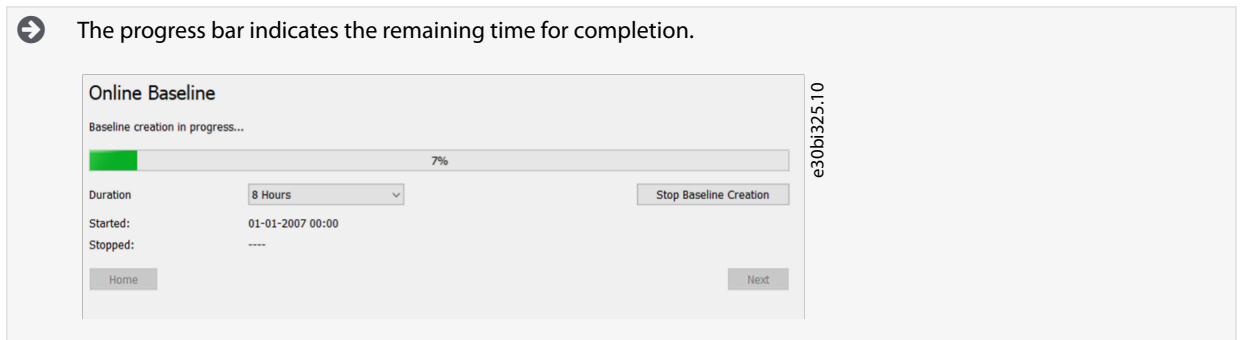 The progress bar indicates the remaining time for completion.
Online Baseline
Baseline creation in progress...
7%
Duration 8 Hours Stop Baseline Creation
Started: 01-01-2007 00:00
Stopped: ----
Home Next
e30bi325.10